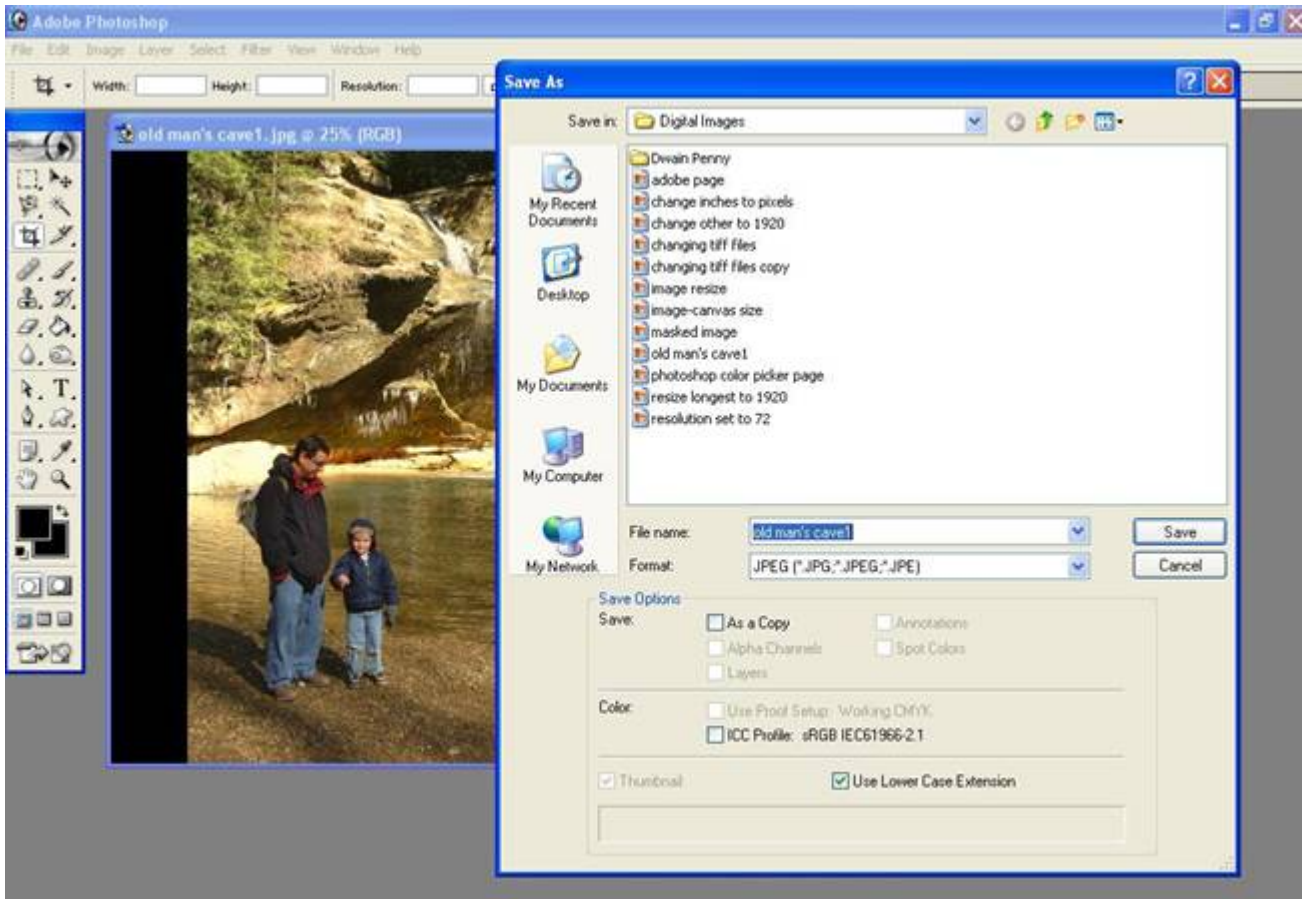 Adobe Photoshop
File Edit Image Layer Select Filter View Window Help
Width: Height: Resolution:
old man's cave1.jpg @ 25% (RGB)
T
Save As
Save in: Digital Images
My Recent Documents
Desktop
My Documents
My Computer
My Network
Dwain Penny
adobe page
change inches to pixels
change other to 1920
changing tiff files
changing tiff files copy
image resize
image-canvas size
masked image
old man's cave1
photoshop color picker page
resize longest to 1920
resolution set to 72
File name: old man's cave1 Save
Format: JPEG (*.JPG;*.JPEG;*.JPE) Cancel
Save Options
Save: As a Copy Annotations
Alpha Channels Spot Colors
Layers
Color: Use Proof Setup: Working CMYK
ICC Profile: sRGB IEC61966-2.1
Thumbnail Use Lower Case Extension